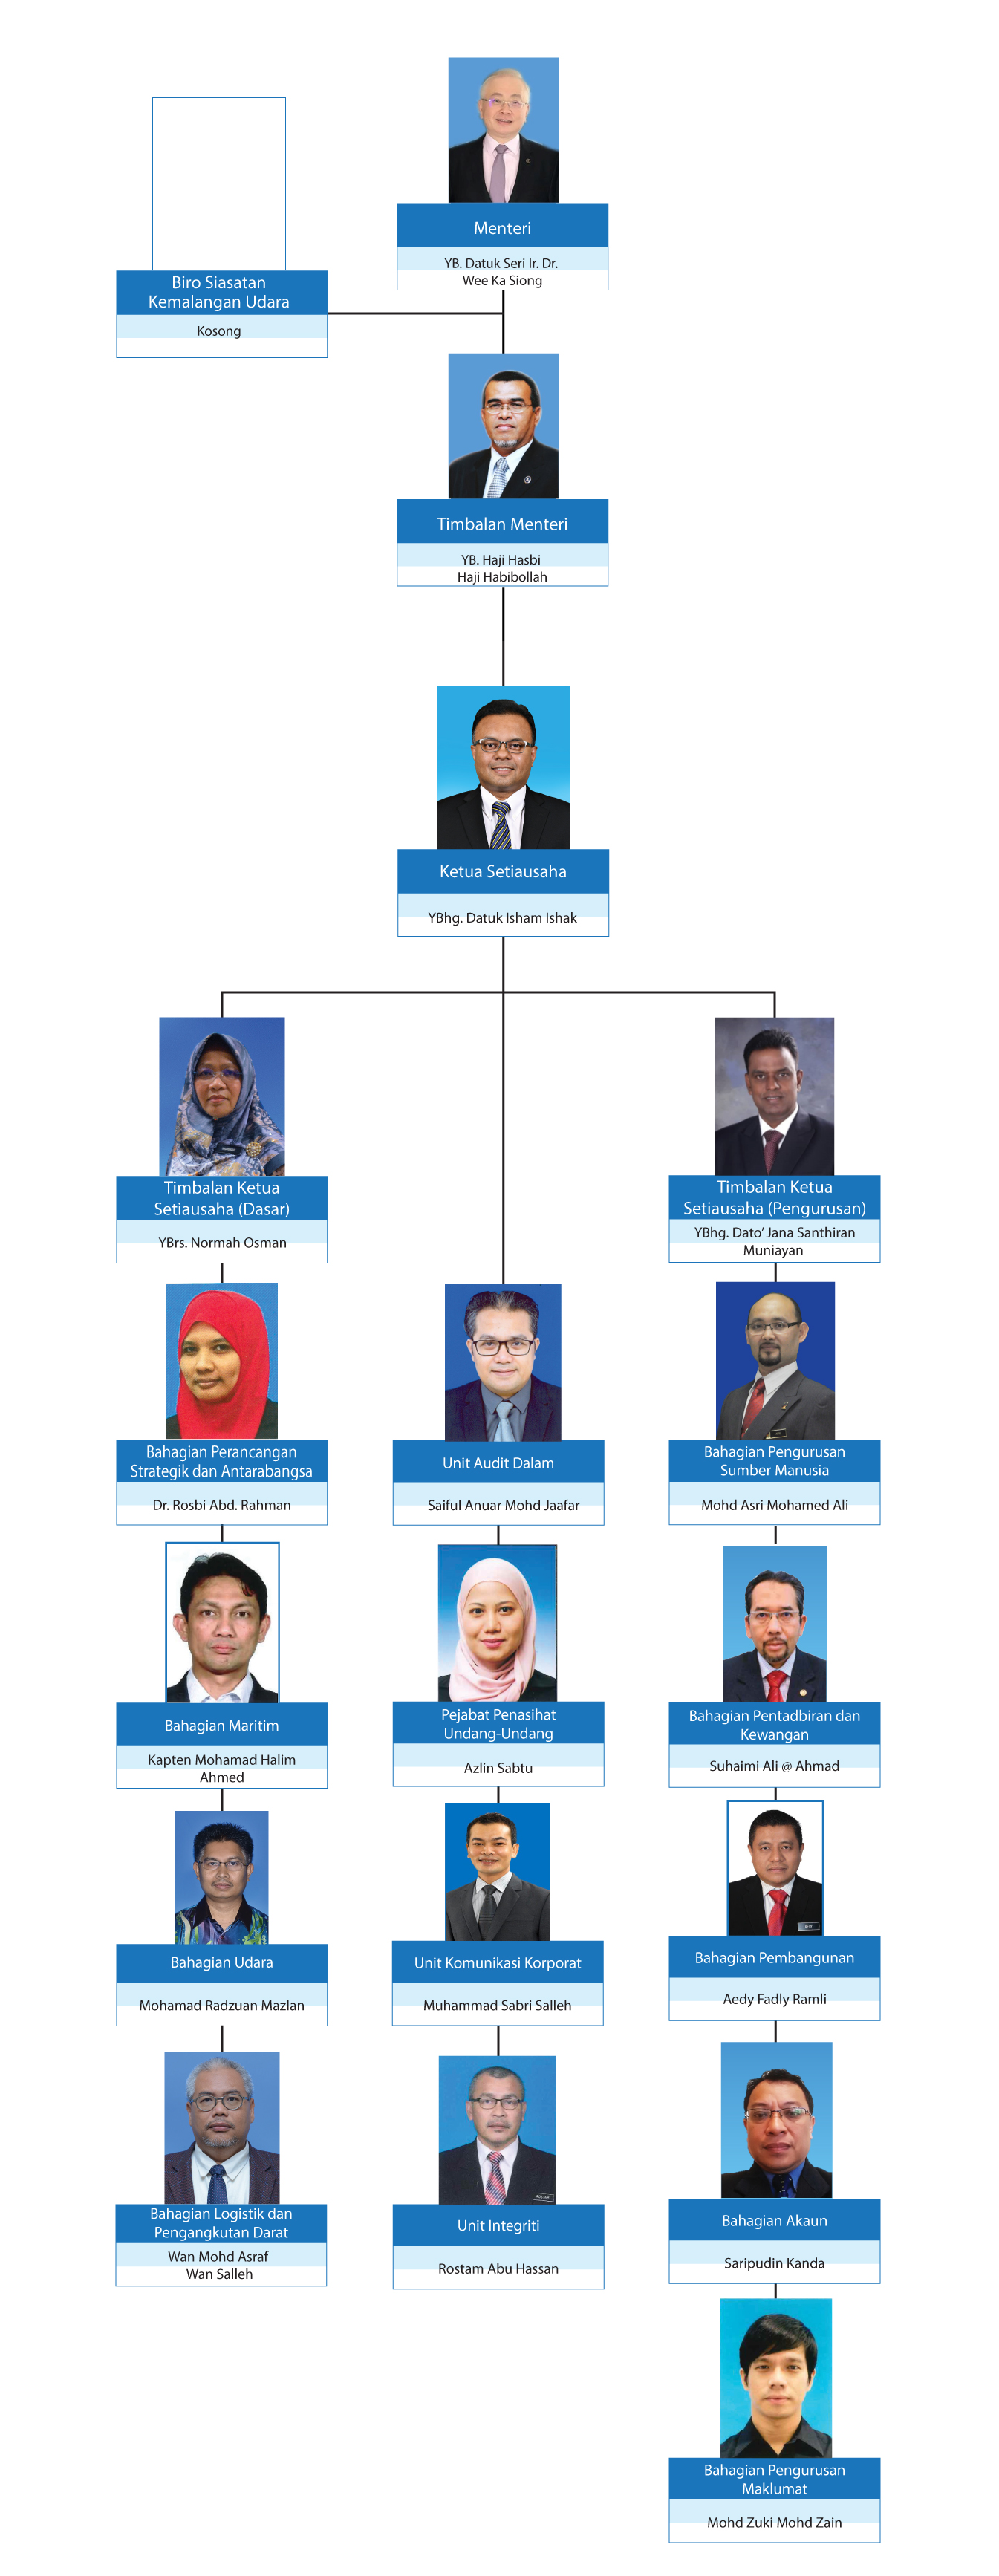 Menteri
YB. Datuk Seri Ir. Dr.
Wee Ka Siong
Biro Siasatan
Kemalangan Udara
Kosong
Timbalan Menteri
YB. Haji Hasbi
Haji Habibollah
Ketua Setiausaha
YBhg. Datuk Isham Ishak
Timbalan Ketua
Setiausaha (Dasar)
YBrs. Normah Osman
Timbalan Ketua
Setiausaha (Pengurusan)
YBhg. Dato’ Jana Santhiran
Muniayan
Bahagian Perancangan
Strategik dan Antarabangsa
Dr. Rosbi Abd. Rahman
Unit Audit Dalam
Saiful Anuar Mohd Jaafar
Bahagian Pengurusan
Sumber Manusia
Mohd Asri Mohamed Ali
Bahagian Maritim
Kapten Mohamad Halim
Ahmed
Pejabat Penasihat
Undang-Undang
Azlin Sabtu
Bahagian Pentadbiran dan
Kewangan
Suhaimi Ali @ Ahmad
Bahagian Udara
Mohamad Radzuan Mazlan
Unit Komunikasi Korporat
Muhammad Sabri Salleh
Bahagian Pembangunan
Aedy Fadly Ramli
Bahagian Logistik dan
Pengangkutan Darat
Wan Mohd Asraf
Wan Salleh
Unit Integriti
Rostam Abu Hassan
Bahagian Akaun
Saripudin Kanda
Bahagian Pengurusan
Maklumat
Mohd Zuki Mohd Zain